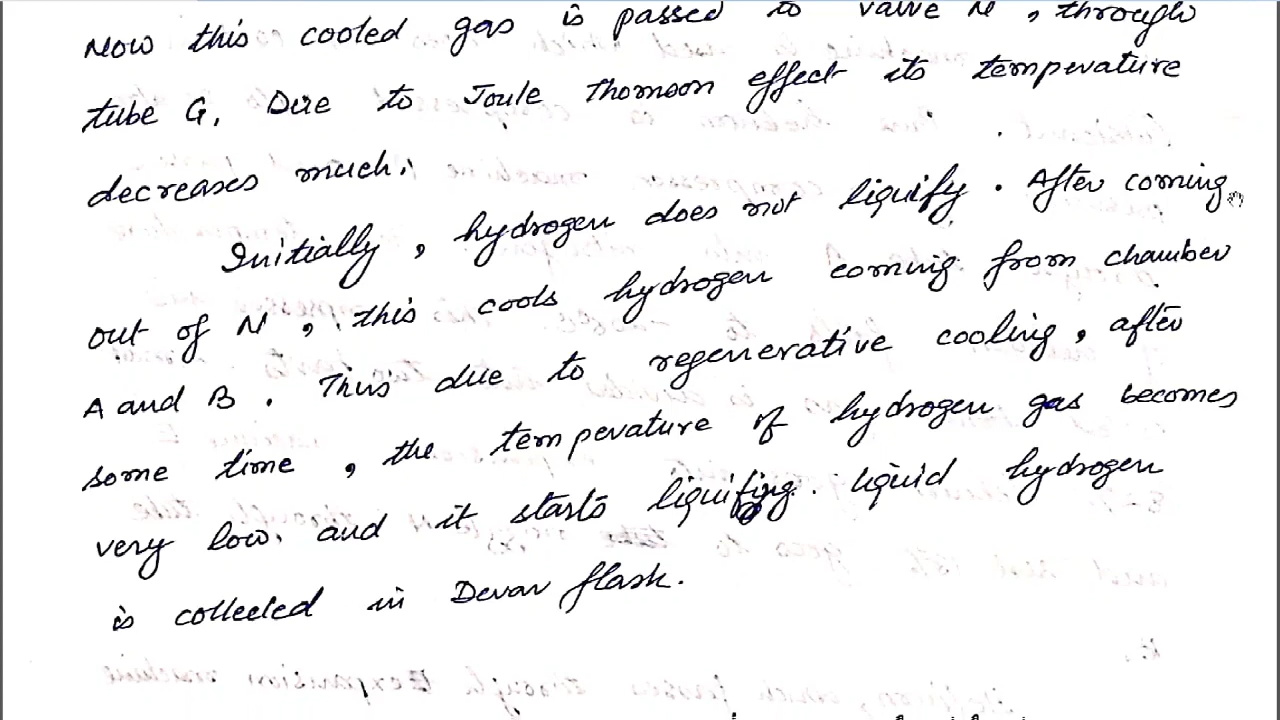 Now this cooled gas is passed to valve N, through
tube G. Due to Joule Thomson effect its temperature
decreases much.
Initially, hydrogen does not liquify. After coming
out of N, this cools hydrogen coming from chamber
A and B. Thus due to regenerative cooling, after
some time, the temperature of hydrogen gas becomes
very low. and it starts liquifying. liquid hydrogen
is collected in Dewar flask.